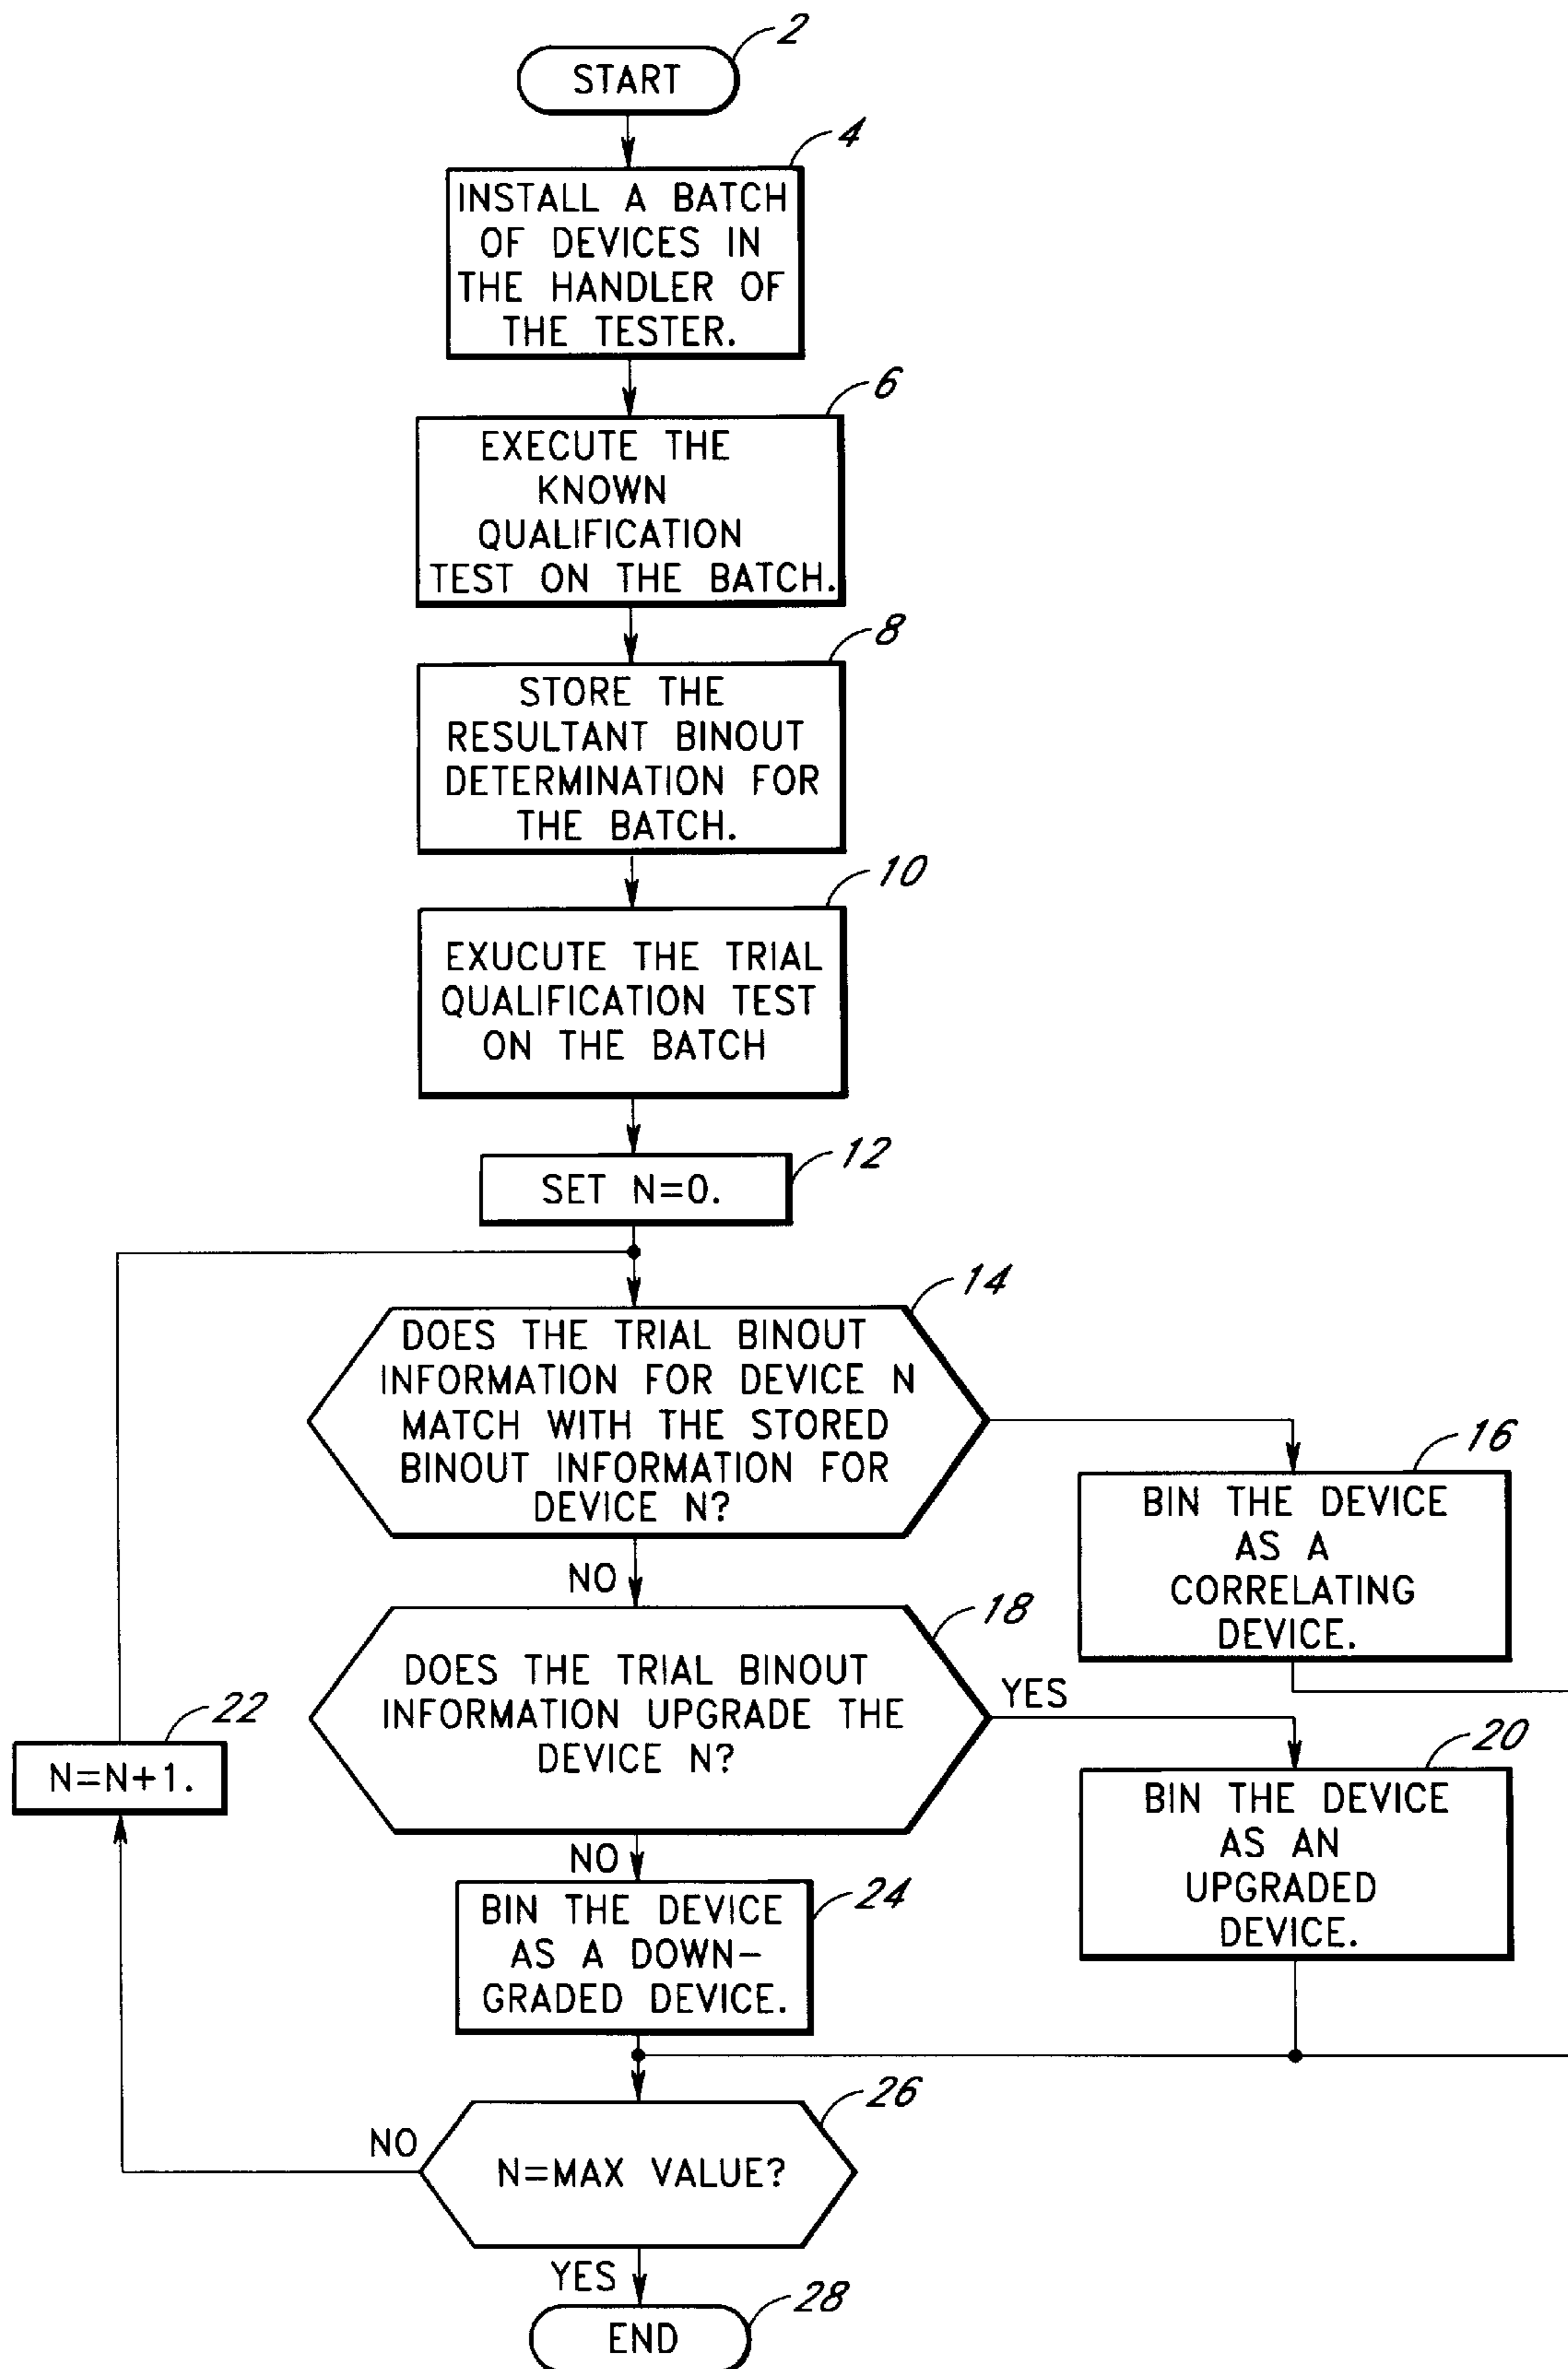 2
START
4
INSTALL A BATCH
OF DEVICES IN
THE HANDLER OF
THE TESTER.
6
EXECUTE THE
KNOWN
QUALIFICATION
TEST ON THE BATCH.
8
STORE THE
RESULTANT BINOUT
DETERMINATION FOR
THE BATCH.
10
EXUCUTE THE TRIAL
QUALIFICATION TEST
ON THE BATCH
12
SET N=0.
14
DOES THE TRIAL BINOUT
INFORMATION FOR DEVICE N
MATCH WITH THE STORED
BINOUT INFORMATION FOR
DEVICE N?
16
BIN THE DEVICE
AS A
CORRELATING
DEVICE.
NO
18
DOES THE TRIAL BINOUT
INFORMATION UPGRADE THE
DEVICE N?
YES
20
BIN THE DEVICE
AS AN
UPGRADED
DEVICE.
22
N=N+1.
NO
24
BIN THE DEVICE
AS A DOWN-
GRADED DEVICE.
26
NO
N=MAX VALUE?
YES
28
END